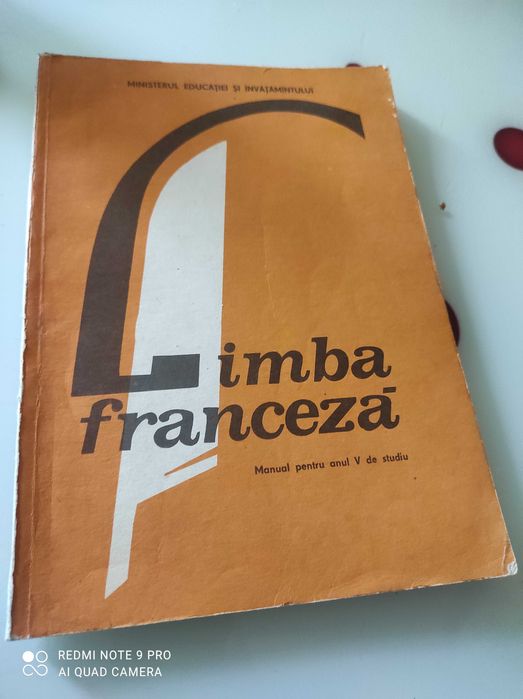 MINISTERUL EDUCAȚIEI ȘI ÎNVĂȚĂMÎNTULUI
Limba
franceză
Manual pentru anul V de studiu
REDMI NOTE 9 PRO
AI QUAD CAMERA